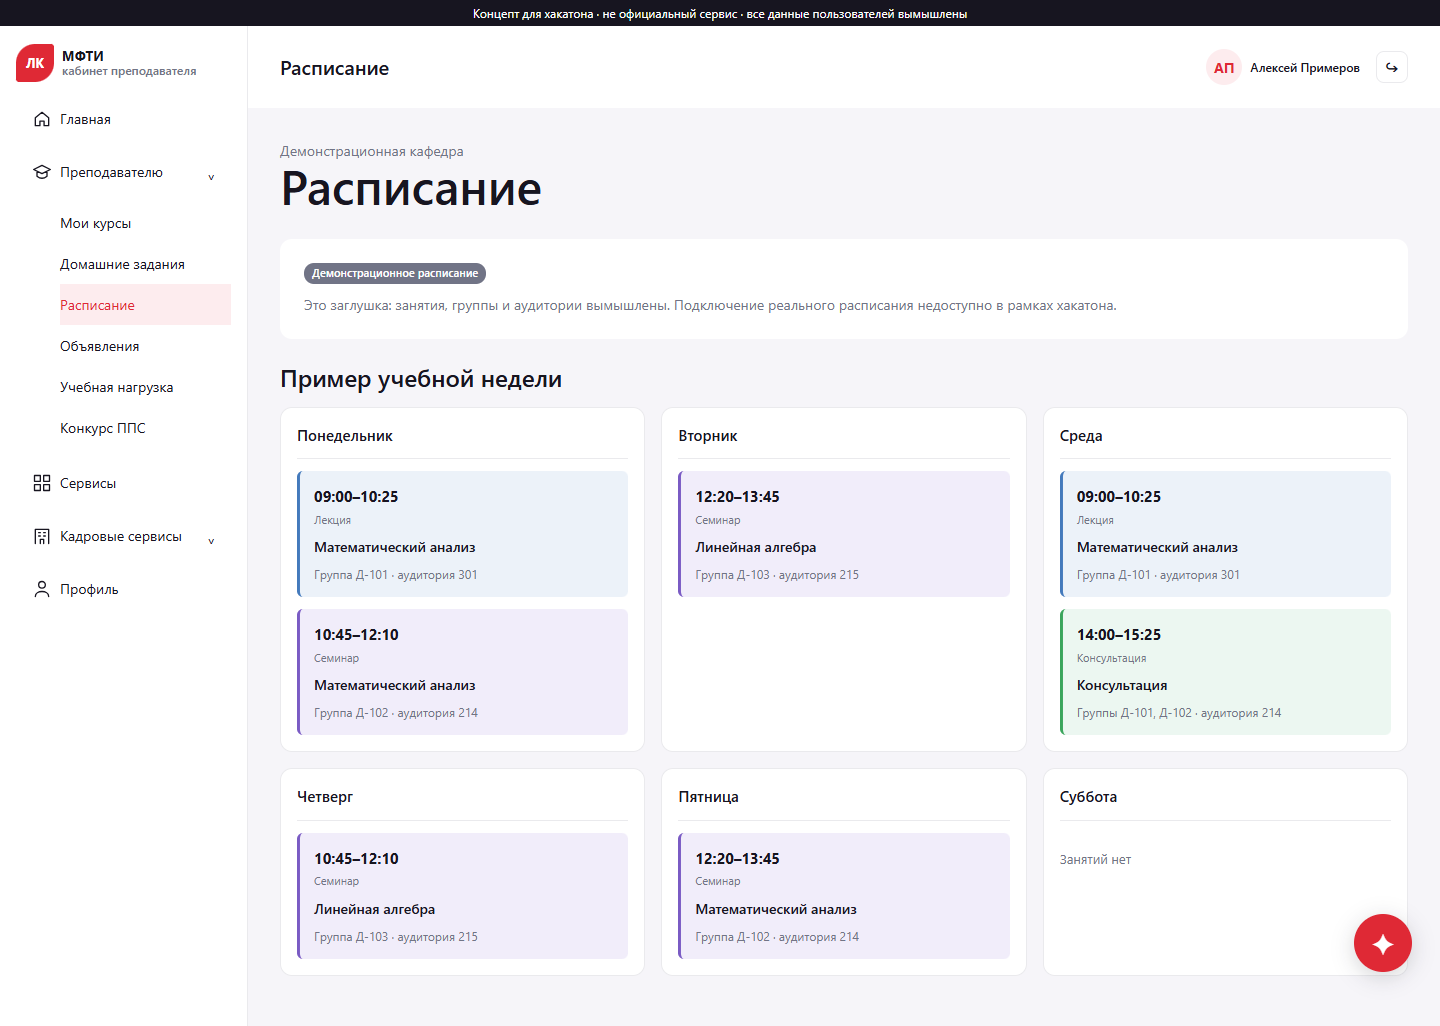 Концепт для хакатона · не официальный сервис · все данные пользователей вымышлены
ЛК
МФТИ
кабинет преподавателя
Главная
Преподавателю
Мои курсы
Домашние задания
Расписание
Объявления
Учебная нагрузка
Конкурс ППС
Сервисы
Кадровые сервисы
Профиль
Расписание
АП
Алексей Примеров
Демонстрационная кафедра
Расписание
Демонстрационное расписание
Это заглушка: занятия, группы и аудитории вымышлены. Подключение реального расписания недоступно в рамках хакатона.
Пример учебной недели
Понедельник
09:00–10:25
Лекция
Математический анализ
Группа Д-101 · аудитория 301
10:45–12:10
Семинар
Математический анализ
Группа Д-102 · аудитория 214
Вторник
12:20–13:45
Семинар
Линейная алгебра
Группа Д-103 · аудитория 215
Среда
09:00–10:25
Лекция
Математический анализ
Группа Д-101 · аудитория 301
14:00–15:25
Консультация
Консультация
Группы Д-101, Д-102 · аудитория 214
Четверг
10:45–12:10
Семинар
Линейная алгебра
Группа Д-103 · аудитория 215
Пятница
12:20–13:45
Семинар
Математический анализ
Группа Д-102 · аудитория 214
Суббота
Занятий нет